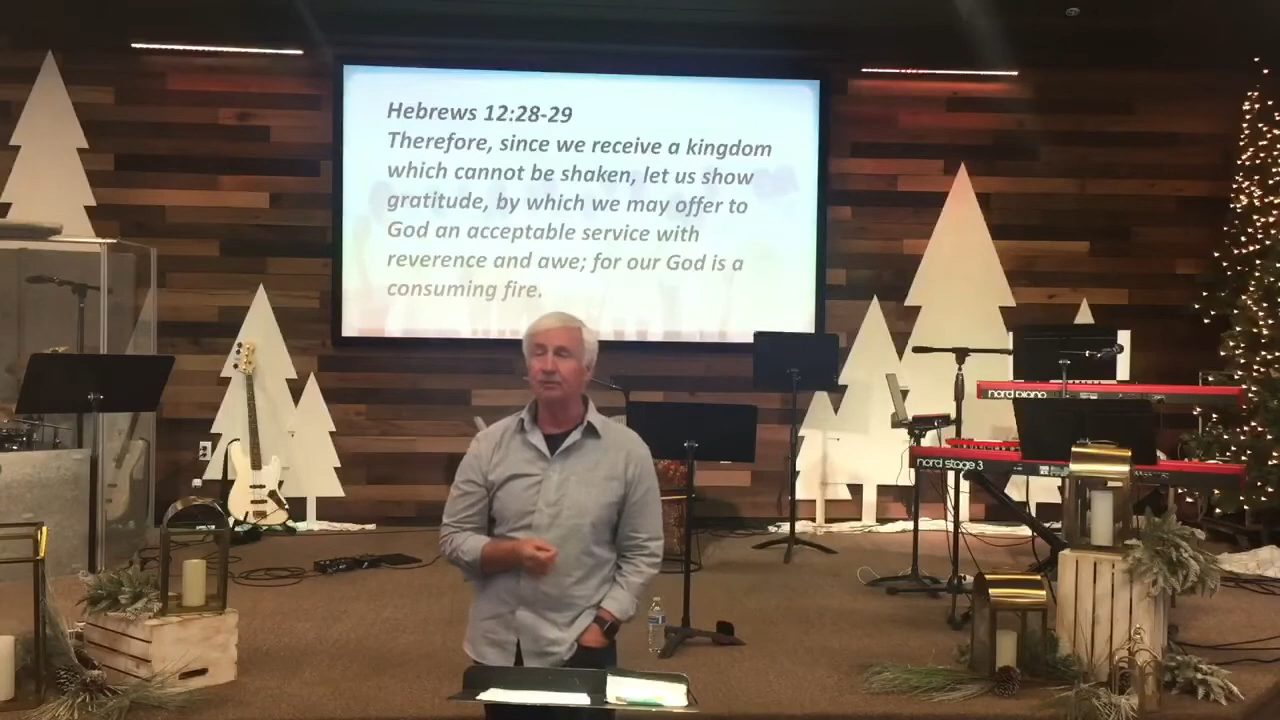 Hebrews 12:28-29
Therefore, since we receive a kingdom
which cannot be shaken, let us show
gratitude, by which we may offer to
God an acceptable service with
reverence and awe; for our God is a
consuming fire.
nord piano
nord stage 3